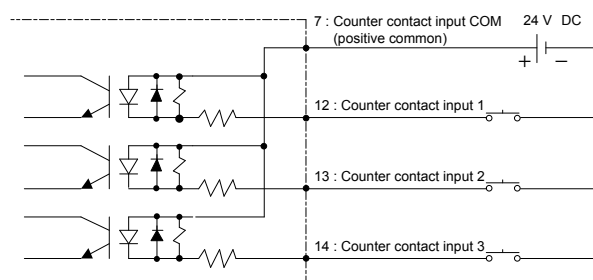 7 : Counter contact input COM
(positive common)
24 V DC
+ −
12 : Counter contact input 1
13 : Counter contact input 2
14 : Counter contact input 3